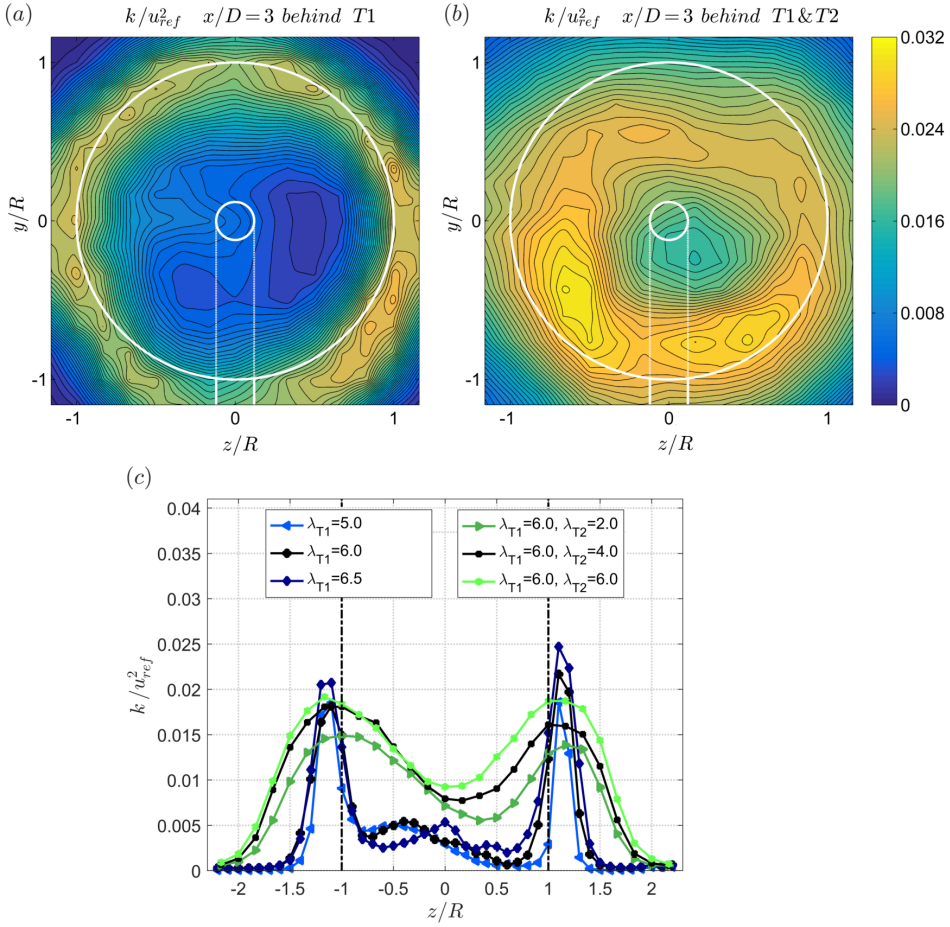 (a) k/u²ref x/D=3 behind T1
(b) k/u²ref x/D=3 behind T1&T2
1
0
-1
y/R
-1 0 1
z/R
1
0
-1
y/R
-1 0 1
z/R
0.032
0.024
0.016
0.008
0
(c)
0.04
0.035
0.03
0.025
0.02
0.015
0.01
0.005
0
k/u²ref
λT1=5.0
λT1=6.0
λT1=6.5
λT1=6.0, λT2=2.0
λT1=6.0, λT2=4.0
λT1=6.0, λT2=6.0
-2 -1.5 -1 -0.5 0 0.5 1 1.5 2
z/R